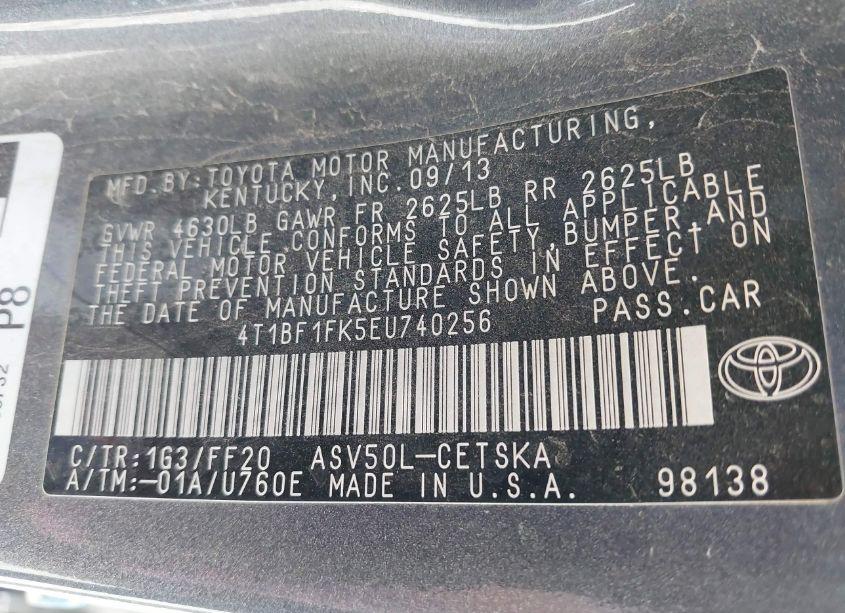 MFD. BY: TOYOTA MOTOR MANUFACTURING,
KENTUCKY, INC. 09/13
GVWR 4630LB GAWR FR 2625LB RR 2625LB
THIS VEHICLE CONFORMS TO ALL APPLICABLE
FEDERAL MOTOR VEHICLE SAFETY, BUMPER, AND
THEFT PREVENTION STANDARDS IN EFFECT ON
THE DATE OF MANUFACTURE SHOWN ABOVE.
4T1BF1FK5EU740256 PASS. CAR
C/TR: 1G3/FF20 ASV50L-CETSKA
A/TM: -01A/U760E MADE IN U.S.A. 98138
P8